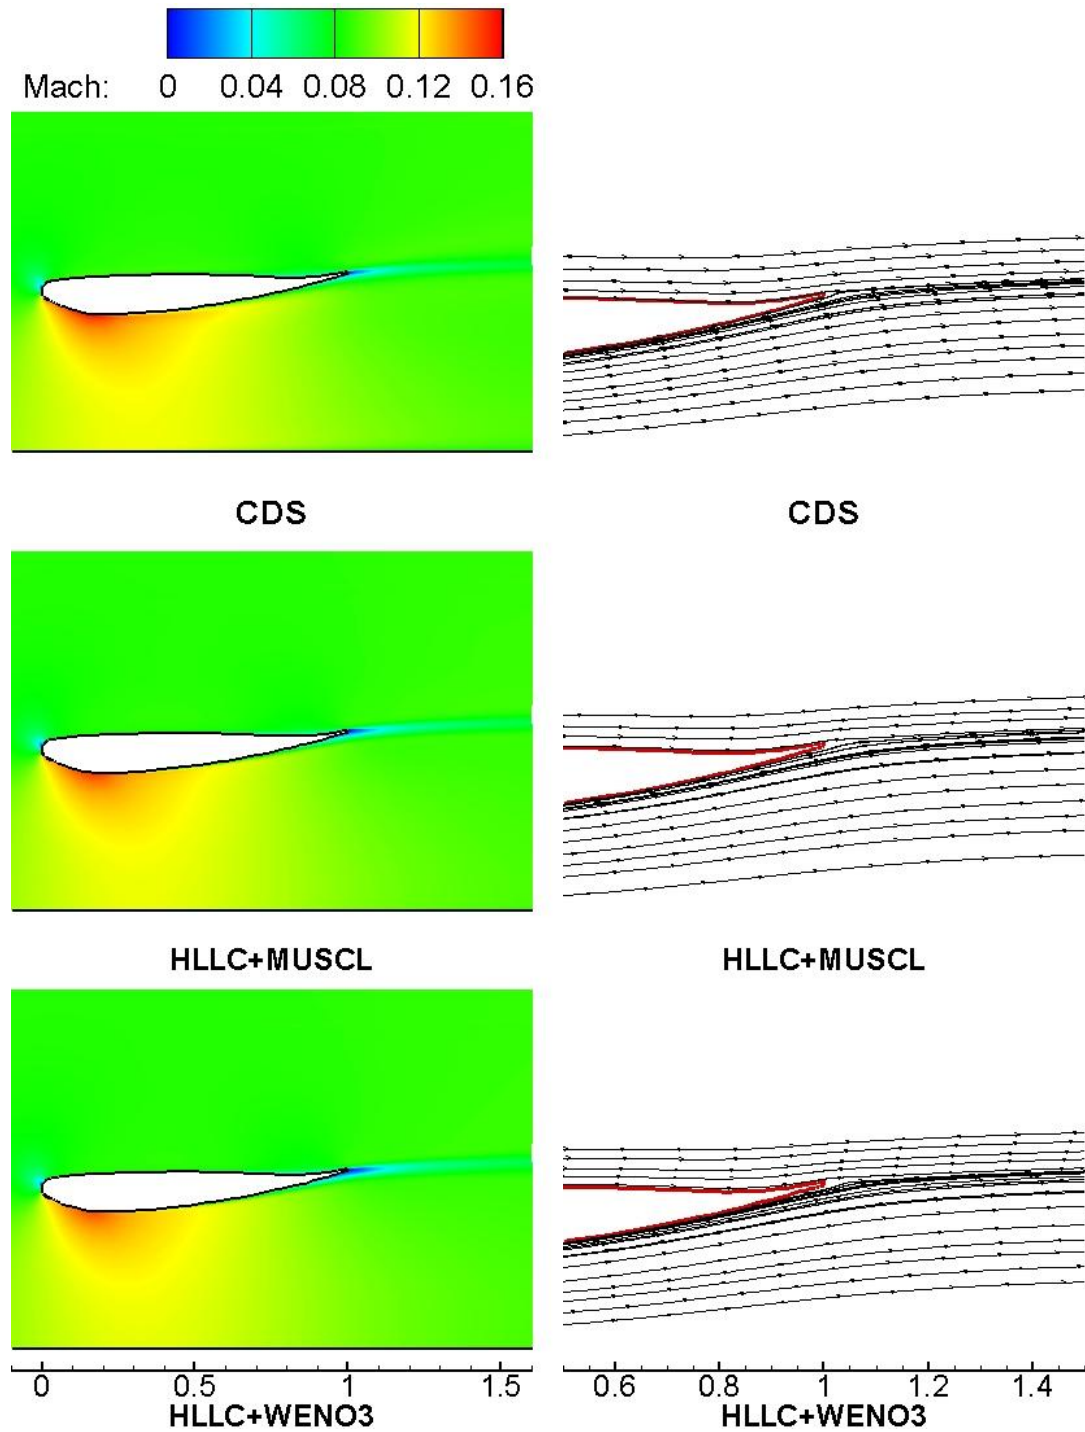 Mach: 0 0.04 0.08 0.12 0.16
CDS CDS
HLLC+MUSCL HLLC+MUSCL
0 0.5 1 1.5 0.6 0.8 1 1.2 1.4
HLLC+WENO3 HLLC+WENO3